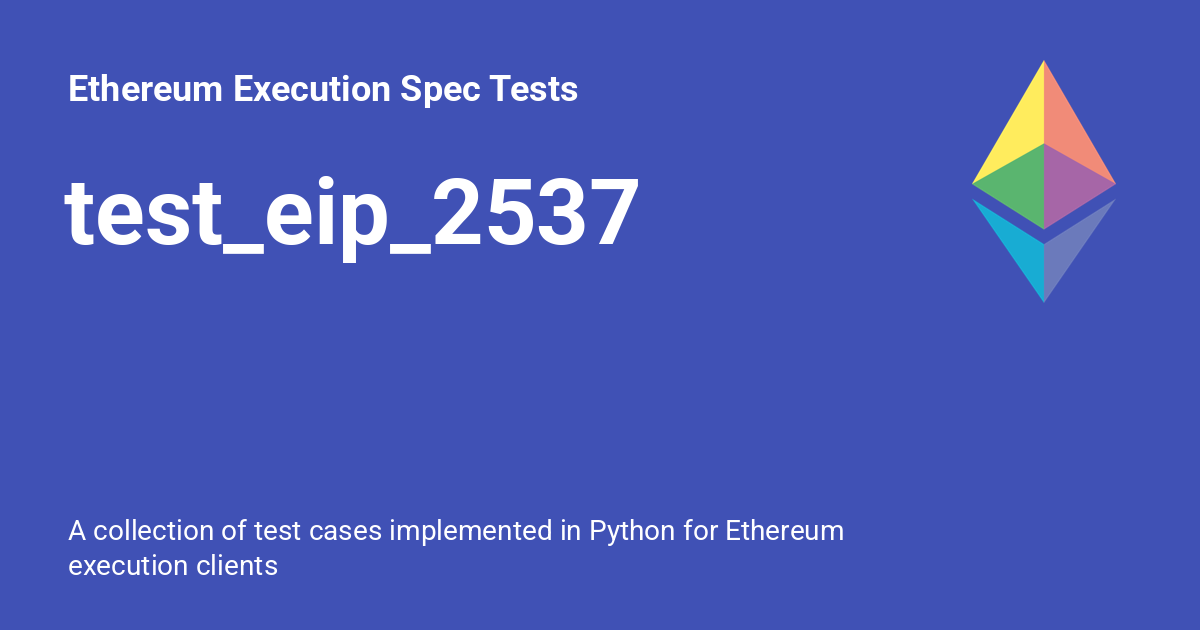 Ethereum Execution Spec Tests
test_eip_2537
A collection of test cases implemented in Python for Ethereum
execution clients